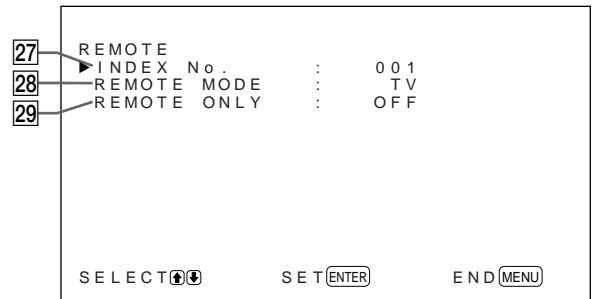 REMOTE
27 ▶INDEX No. : 001
28 REMOTE MODE : TV
29 REMOTE ONLY : OFF
SELECT SET ENTER END MENU